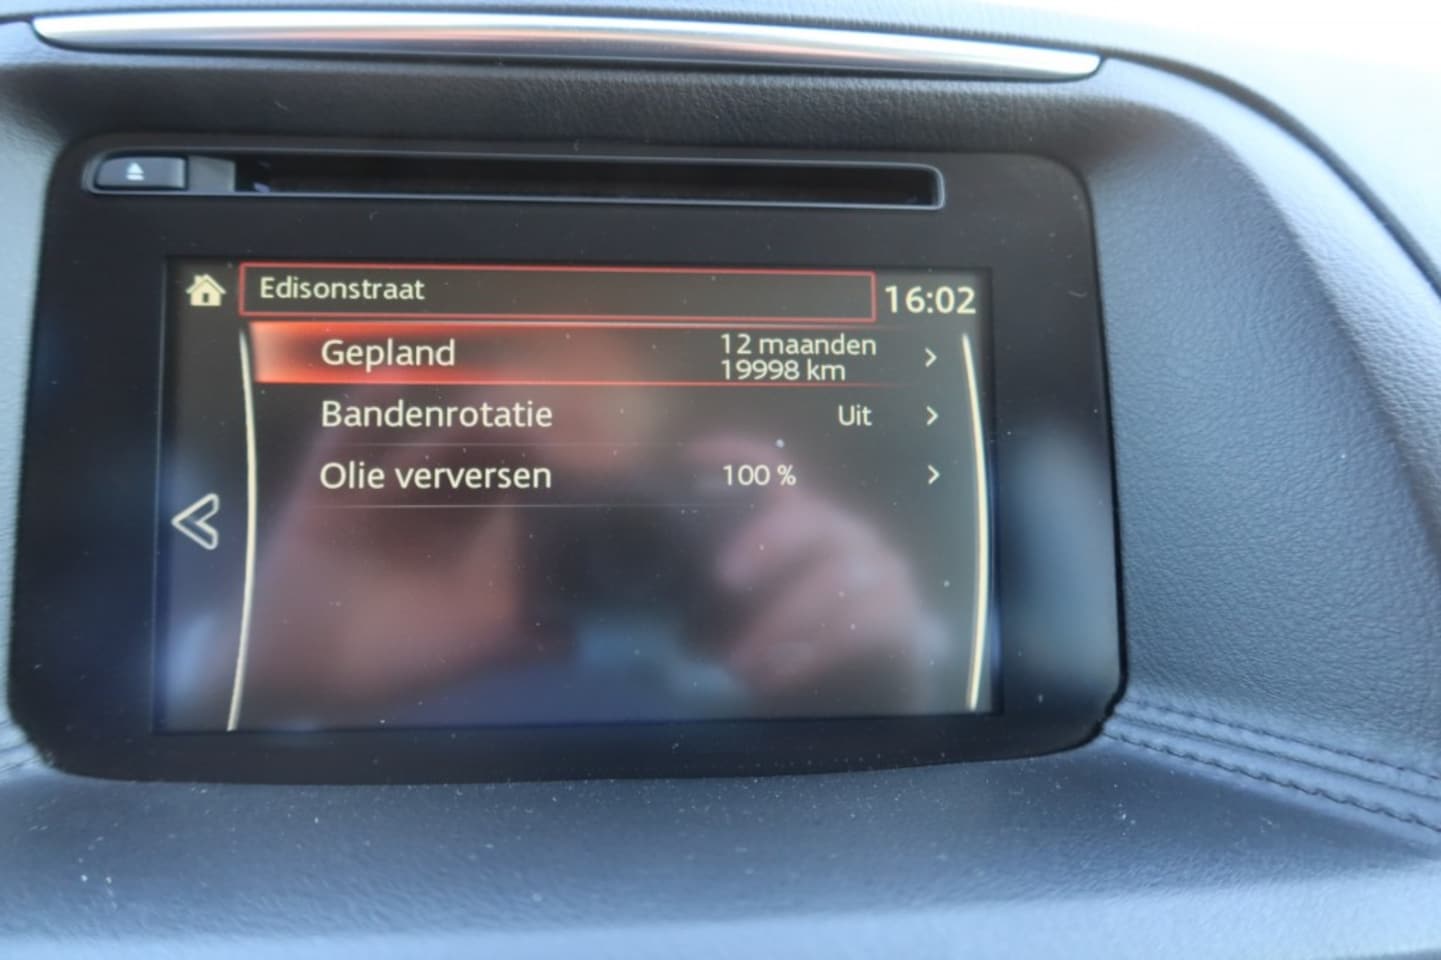 Edisonstraat
16:02
Gepland 12 maanden
19998 km
Bandenrotatie Uit
Olie verversen 100 %